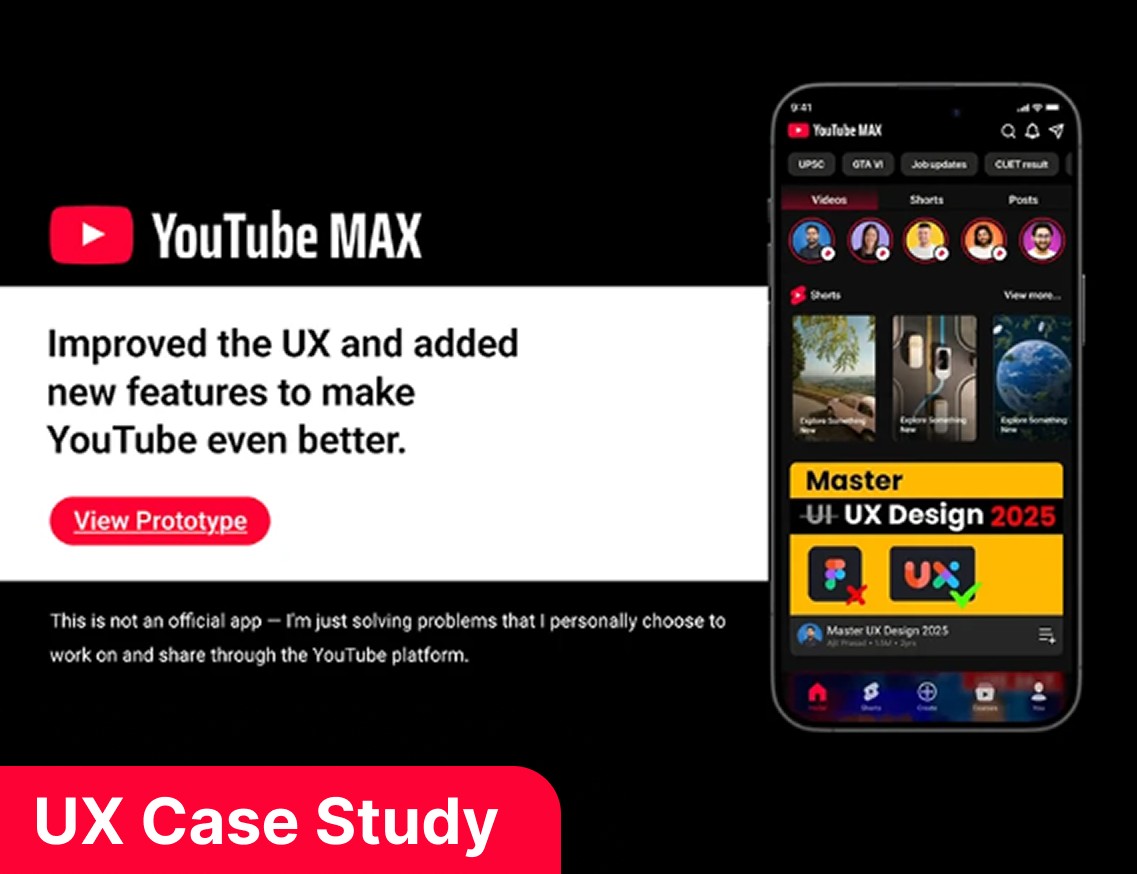 YouTube MAX
Improved the UX and added
new features to make
YouTube even better.
View Prototype
This is not an official app — I'm just solving problems that I personally choose to
work on and share through the YouTube platform.
UX Case Study
9:41
YouTube MAX
UPSC GTA VI Job updates CUET result
Videos Shorts Posts
Shorts View more...
Explore Something
New
Explore Something
New
Explore Something
New
Master
UI UX Design 2025
UX
Master UX Design 2025
Ajit Prasad • 1.5M • 2yrs
Home Shorts Create Courses You